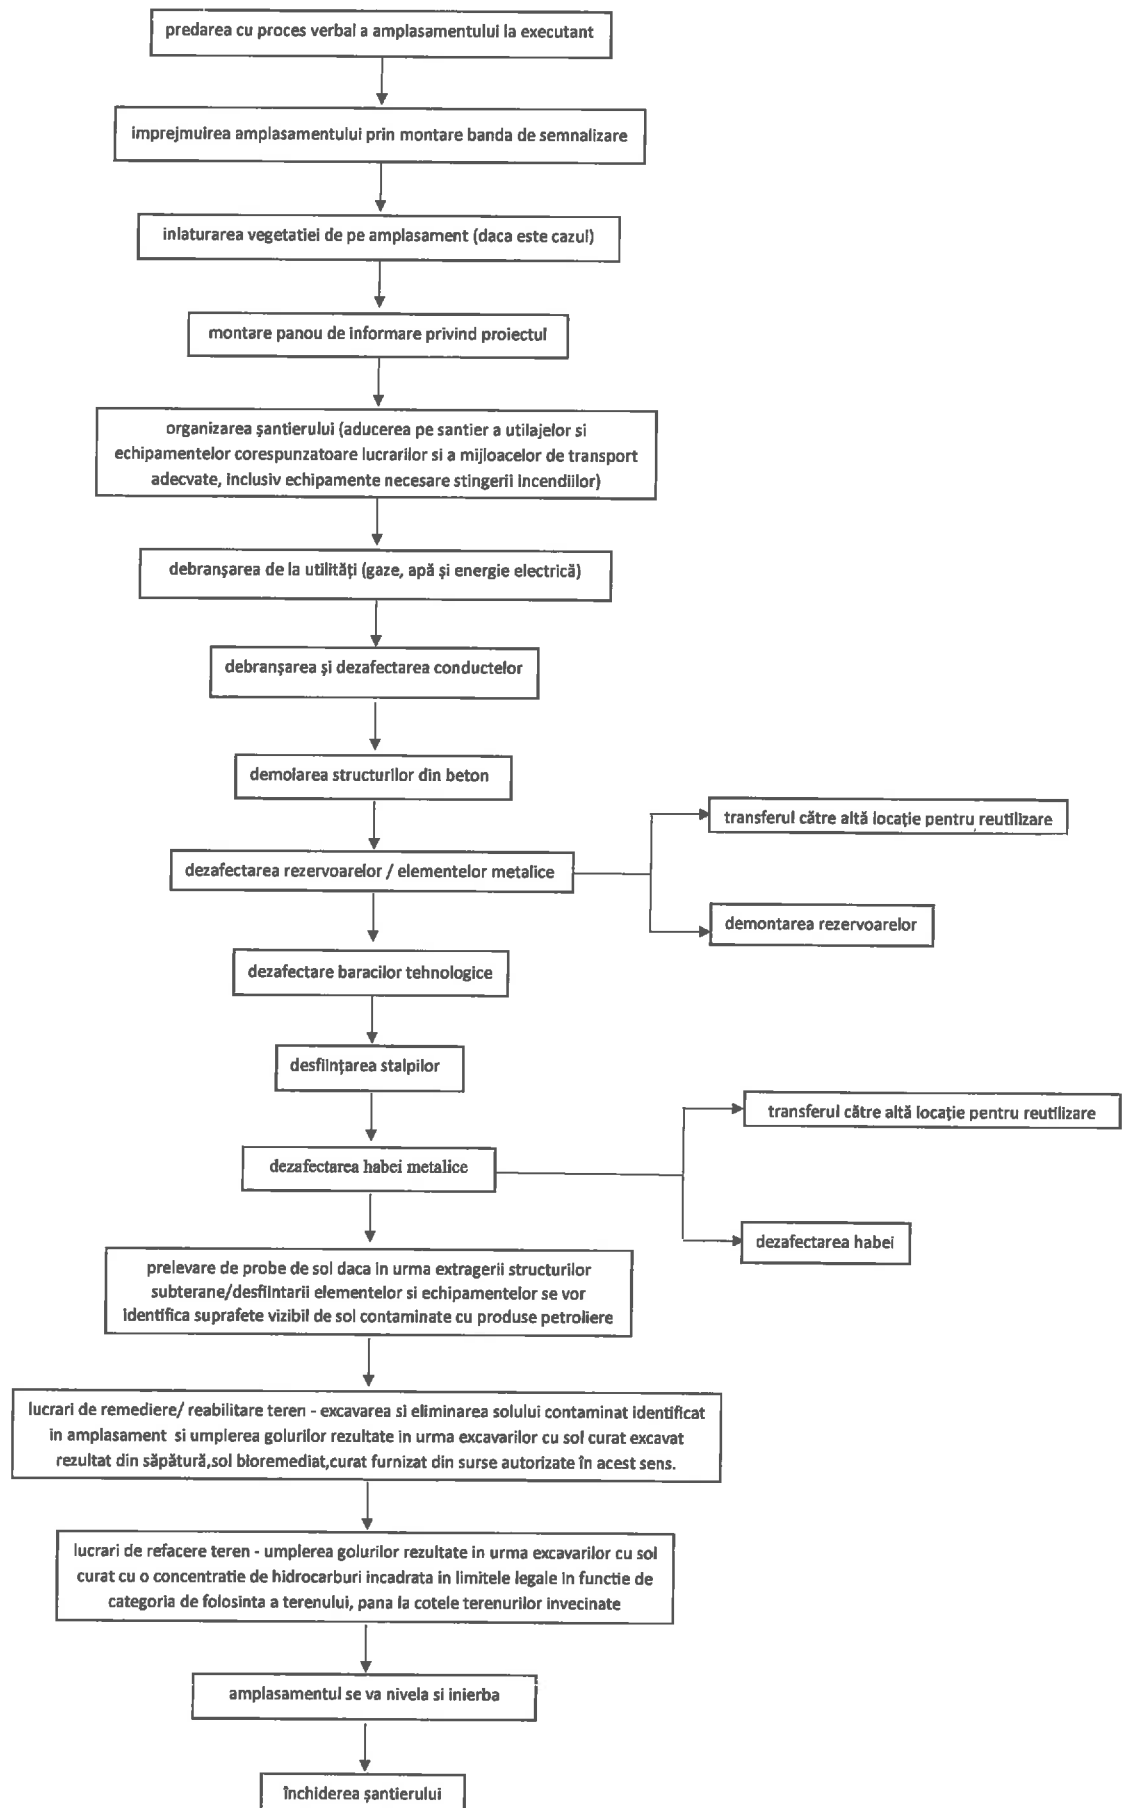 predarea cu proces verbal a amplasamentului la executant
imprejmuirea amplasamentului prin montare banda de semnalizare
inlaturarea vegetatiei de pe amplasament (daca este cazul)
montare panou de informare privind proiectul
organizarea șantierului (aducerea pe santier a utilajelor si
echipamentelor corespunzatoare lucrarilor si a mijloacelor de transport
adecvate, inclusiv echipamente necesare stingerii incendiilor)
debranșarea de la utilități (gaze, apă și energie electrică)
debranșarea și dezafectarea conductelor
demolarea structurilor din beton
dezafectarea rezervoarelor / elementelor metalice
transferul către altă locație pentru reutilizare
demontarea rezervoarelor
dezafectare baracilor tehnologice
desființarea stalpilor
dezafectarea habei metalice
transferul către altă locație pentru reutilizare
dezafectarea habei
prelevare de probe de sol daca in urma extragerii structurilor
subterane/desfiintarii elementelor si echipamentelor se vor
identifica suprafete vizibil de sol contaminate cu produse petroliere
lucrari de remediere/ reabilitare teren - excavarea si eliminarea solului contaminat identificat
in amplasament si umplerea golurilor rezultate in urma excavarilor cu sol curat excavat
rezultat din săpătură,sol bioremediat,curat furnizat din surse autorizate în acest sens.
lucrari de refacere teren - umplerea golurilor rezultate in urma excavarilor cu sol
curat cu o concentratie de hidrocarburi incadrata in limitele legale in functie de
categoria de folosinta a terenului, pana la cotele terenurilor invecinate
amplasamentul se va nivela si inierba
închiderea șantierului